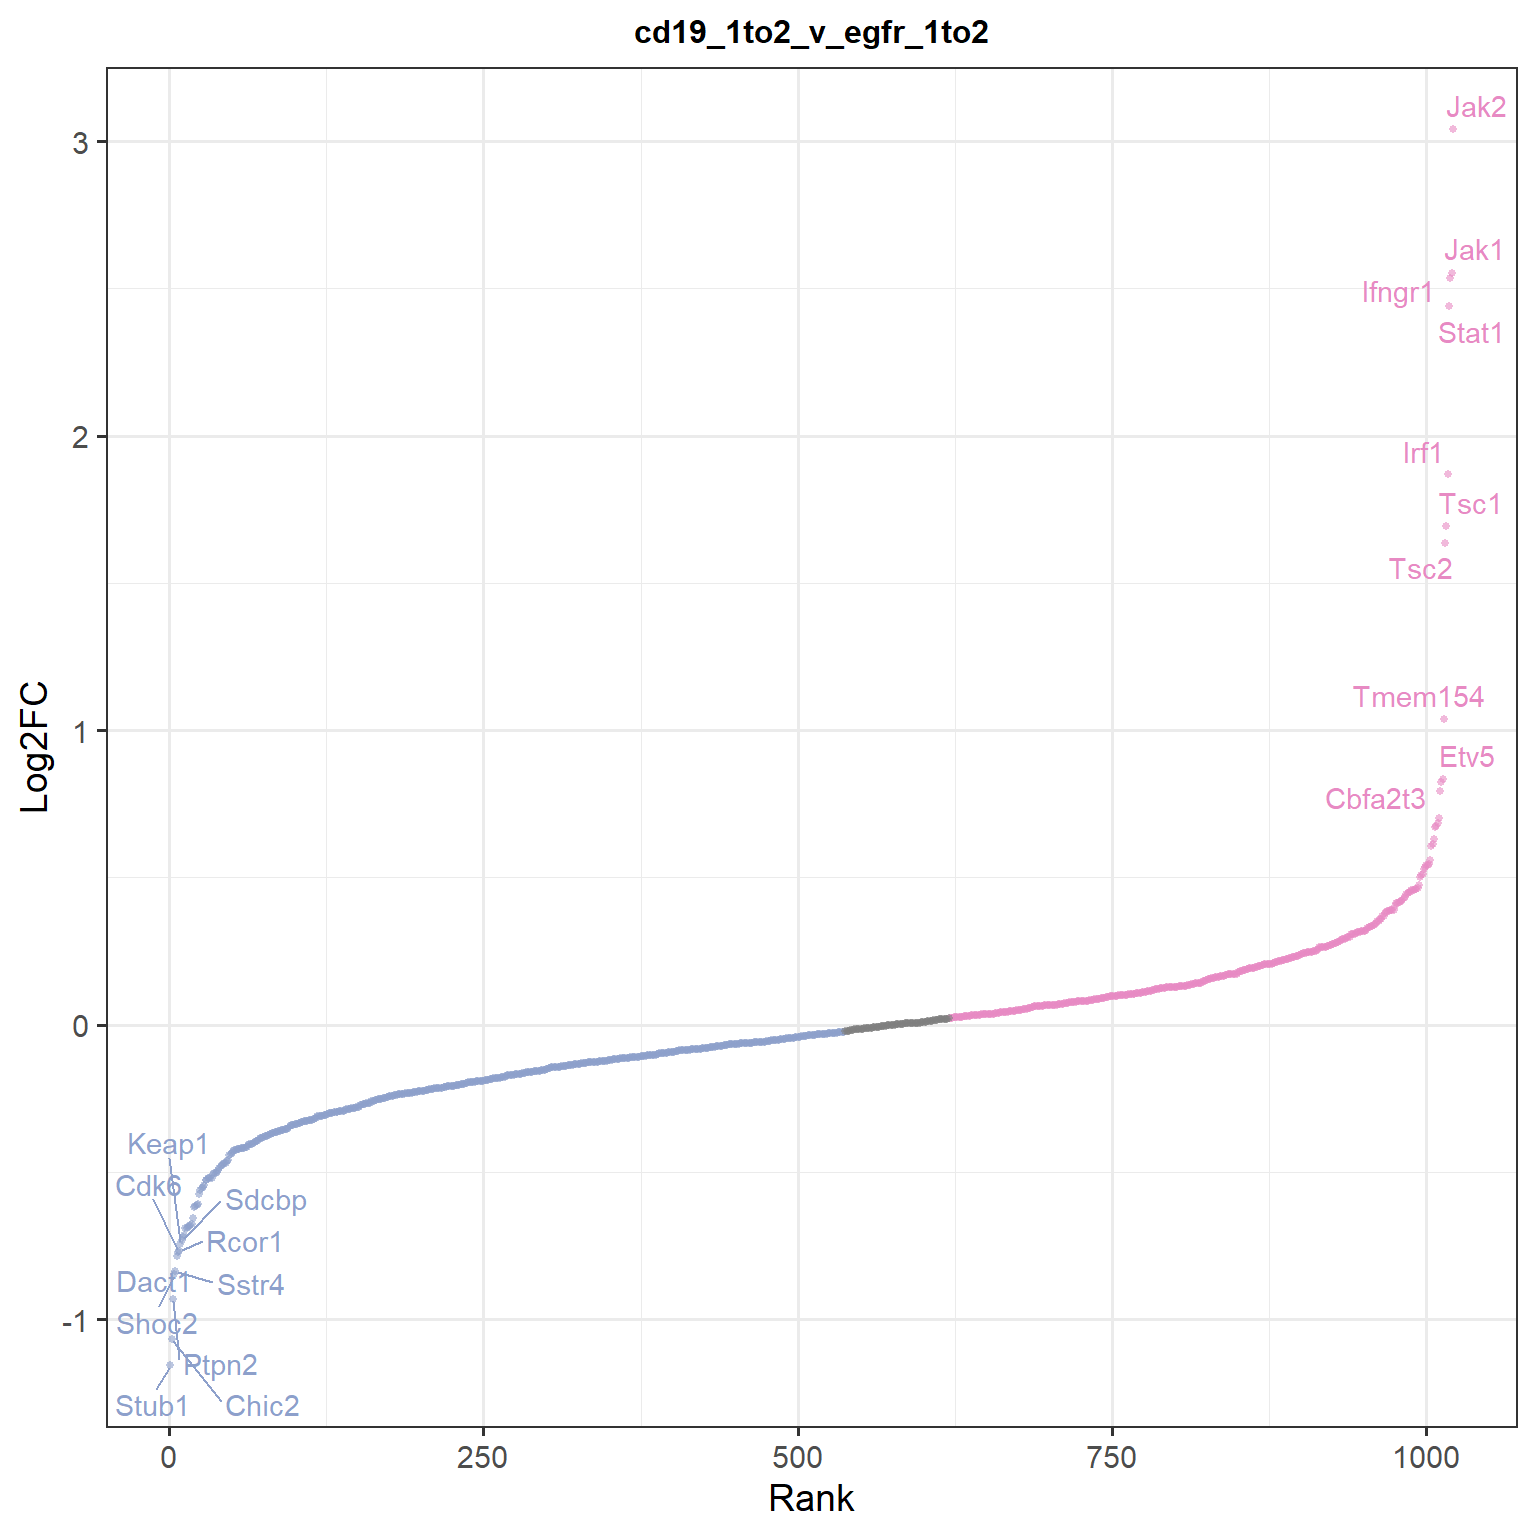 cd19_1to2_v_egfr_1to2
Jak2
3
Jak1
Ifngr1
Stat1
2
Irf1
Tsc1
Tsc2
Tmem154
1
Etv5
Cbfa2t3
Log2FC
0
Keap1
Cdk6
Sdcbp
Rcor1
Dact1
Sstr4
Shoc2
-1
Ptpn2
Stub1
Chic2
0 250 500 750 1000
Rank